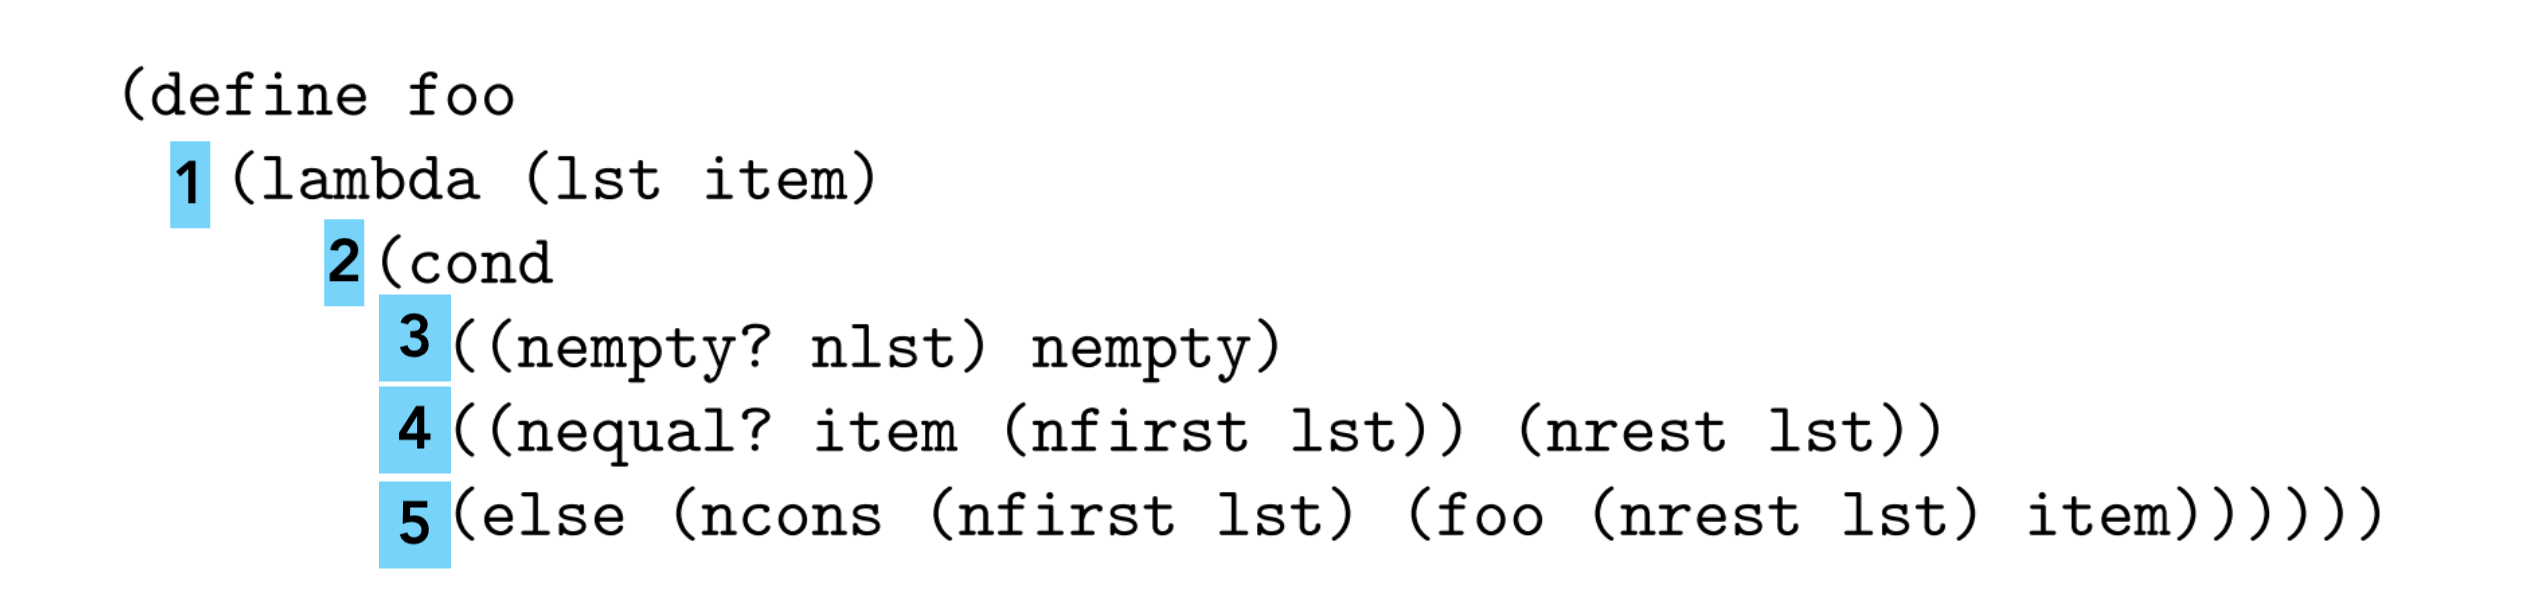 (define foo
1 (lambda (lst item)
2 (cond
3 ((nempty? nlst) nempty)
4 ((nequal? item (nfirst lst)) (nrest lst))
5 (else (ncons (nfirst lst) (foo (nrest lst) item))))))